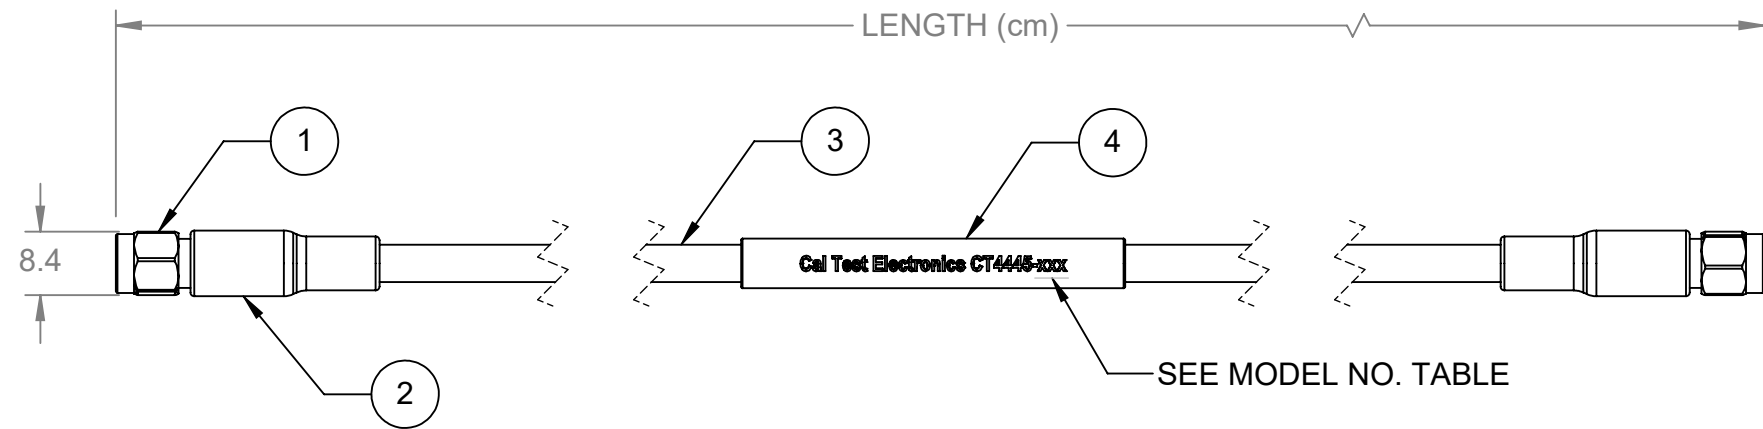 LENGTH (cm)
1
3
4
8.4
Cal Test Electronics CT4445-xxx
2
SEE MODEL NO. TABLE